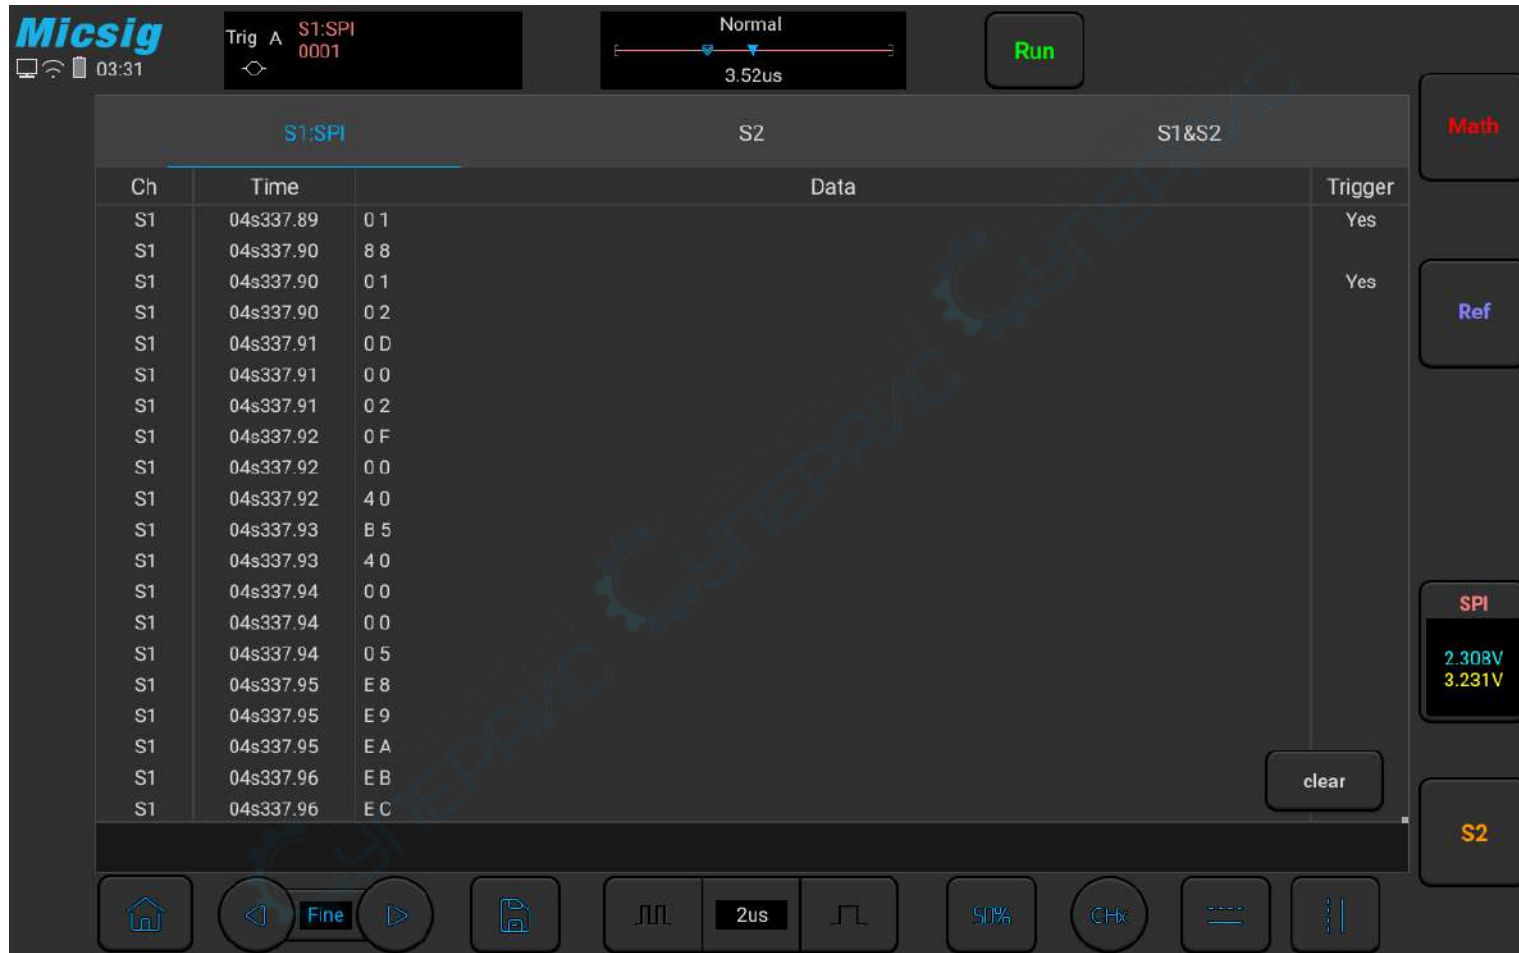 Micsig
03:31
Trig A S1:SPI
0001
Normal
3.52us
Run
S1:SPI S2 S1&S2
Ch Time Data Trigger
S1 04s337.89 0 1 Yes
S1 04s337.90 8 8
S1 04s337.90 0 1 Yes
S1 04s337.90 0 2
S1 04s337.91 0 D
S1 04s337.91 0 0
S1 04s337.91 0 2
S1 04s337.92 0 F
S1 04s337.92 0 0
S1 04s337.92 4 0
S1 04s337.93 B 5
S1 04s337.93 4 0
S1 04s337.94 0 0
S1 04s337.94 0 0
S1 04s337.94 0 5
S1 04s337.95 E 8
S1 04s337.95 E 9
S1 04s337.95 E A
S1 04s337.96 E B
S1 04s337.96 E C
clear
Math
Ref
SPI
2.308V
3.231V
S2
Fine
2us
50%
CHx
СУПЕРАЙС
СУПЕРАЙС